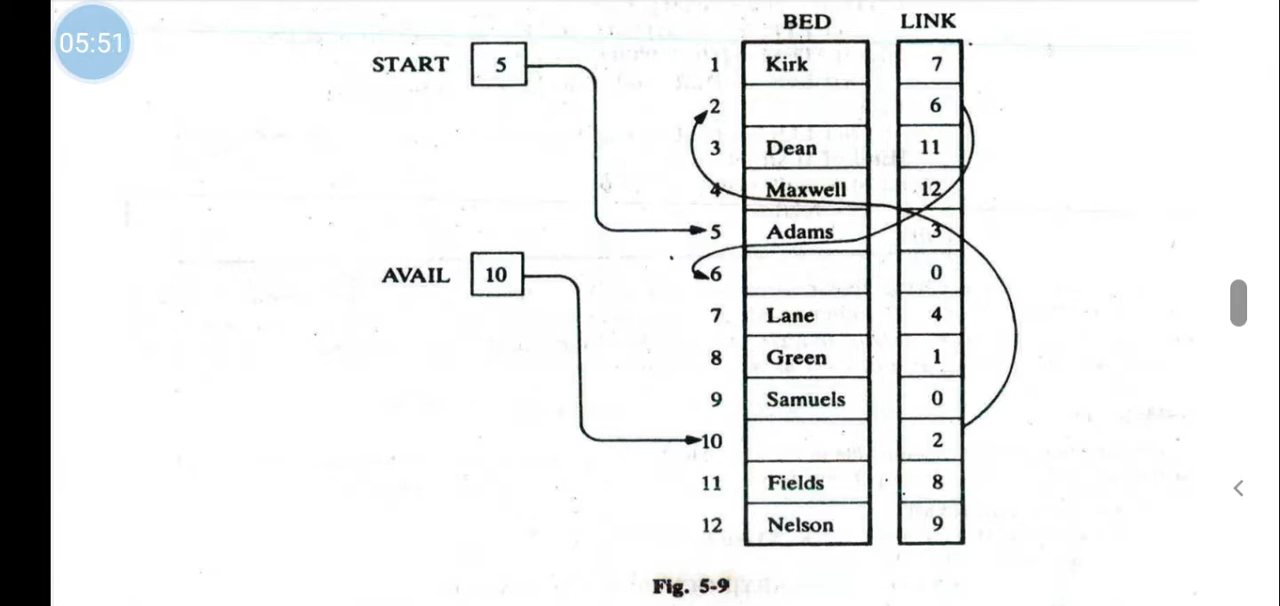 05:51
BED LINK
START 5 1 Kirk 7
2 6
3 Dean 11
4 Maxwell 12
5 Adams 3
AVAIL 10 6 0
7 Lane 4
8 Green 1
9 Samuels 0
10 2
11 Fields 8
12 Nelson 9
Fig. 5-9